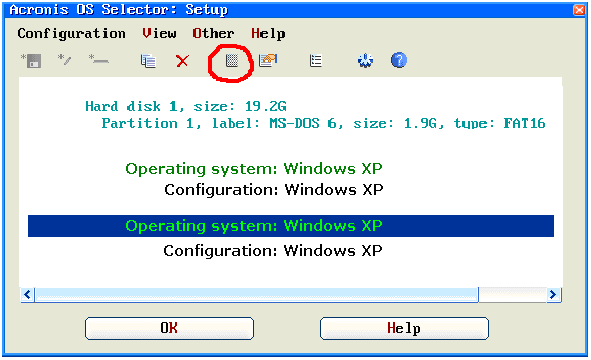 Acronis OS Selector: Setup
Configuration View Other Help
Hard disk 1, size: 19.2G
Partition 1, label: MS-DOS 6, size: 1.9G, type: FAT16
Operating system: Windows XP
Configuration: Windows XP
Operating system: Windows XP
Configuration: Windows XP
OK Help